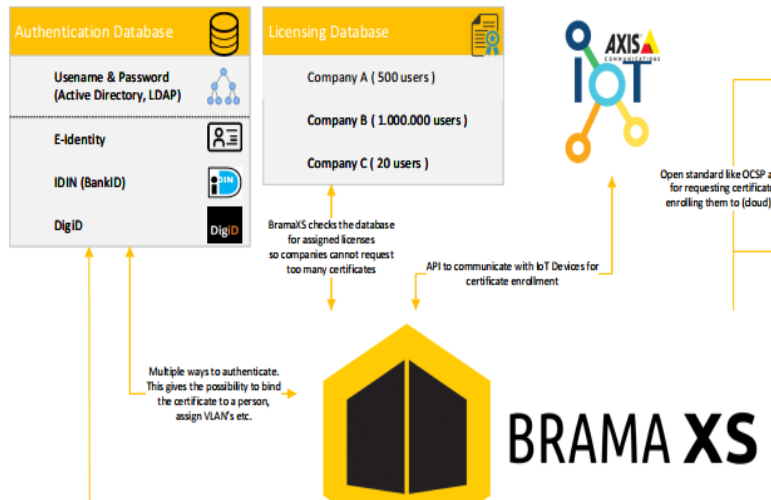 Authentication Database
Usename & Password
(Active Directory, LDAP)
E-Identity
IDIN (BankID)
iDIN
DigiD
DigiD
Licensing Database
Company A ( 500 users )
Company B ( 1.000.000 users )
Company C ( 20 users )
AXIS
COMMUNICATIONS
IoT
Open standard like OCSP a
for requesting certificat
enrolling them to (cloud)
BramaXS checks the database
for assigned licenses
so companies cannot request
too many certificates
API to communicate with IoT Devices for
certificate enrollment
Multiple ways to authenticate.
This gives the possibility to bind
the certificate to a person,
assign VLAN's etc.
BRAMA XS